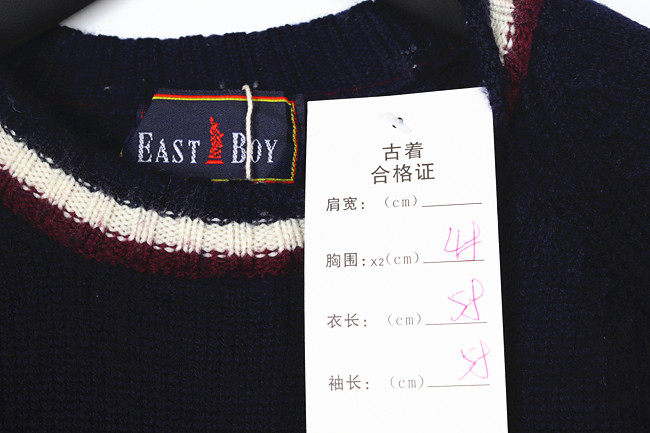 EAST BOY
古着
合格证
肩宽：（cm）
胸围：x2（cm）
衣长：（cm）
袖长：（cm）